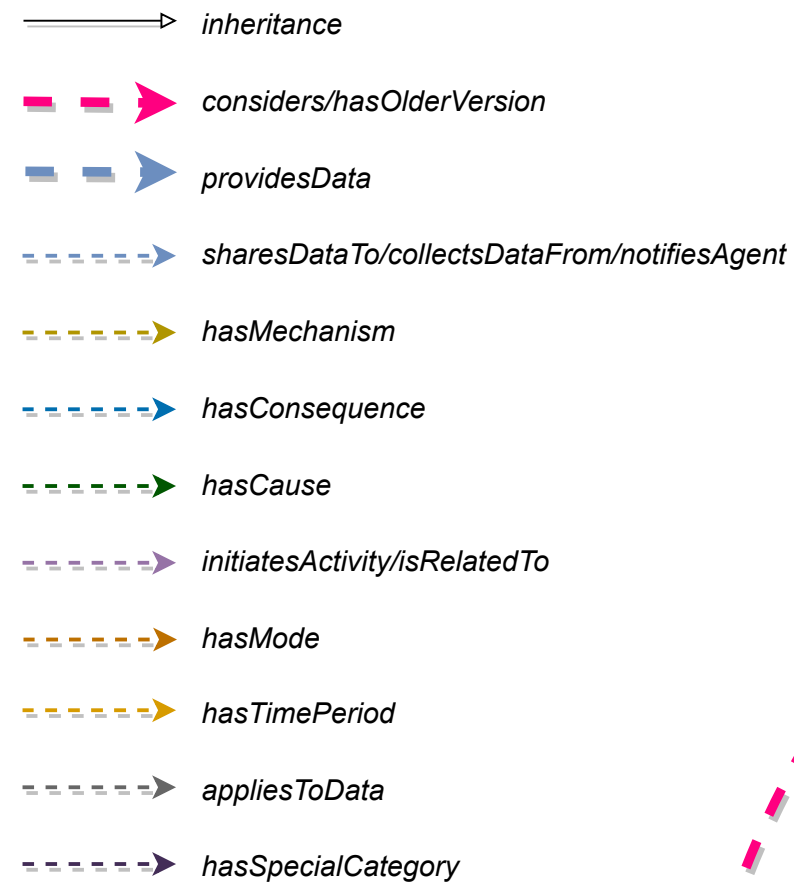 inheritance
considers/hasOlderVersion
providesData
sharesDataTo/collectsDataFrom/notifiesAgent
hasMechanism
hasConsequence
hasCause
initiatesActivity/isRelatedTo
hasMode
hasTimePeriod
appliesToData
hasSpecialCategory